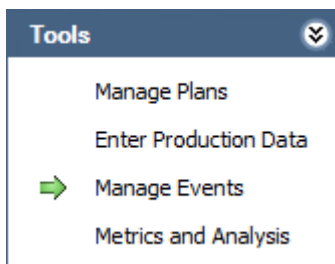 Tools
Manage Plans
Enter Production Data
Manage Events
Metrics and Analysis